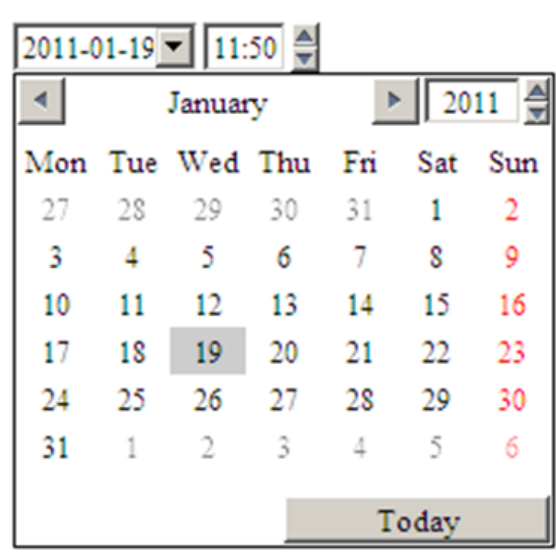 2011-01-19 11:50
January 2011
Mon Tue Wed Thu Fri Sat Sun
27 28 29 30 31 1 2
3 4 5 6 7 8 9
10 11 12 13 14 15 16
17 18 19 20 21 22 23
24 25 26 27 28 29 30
31 1 2 3 4 5 6
Today